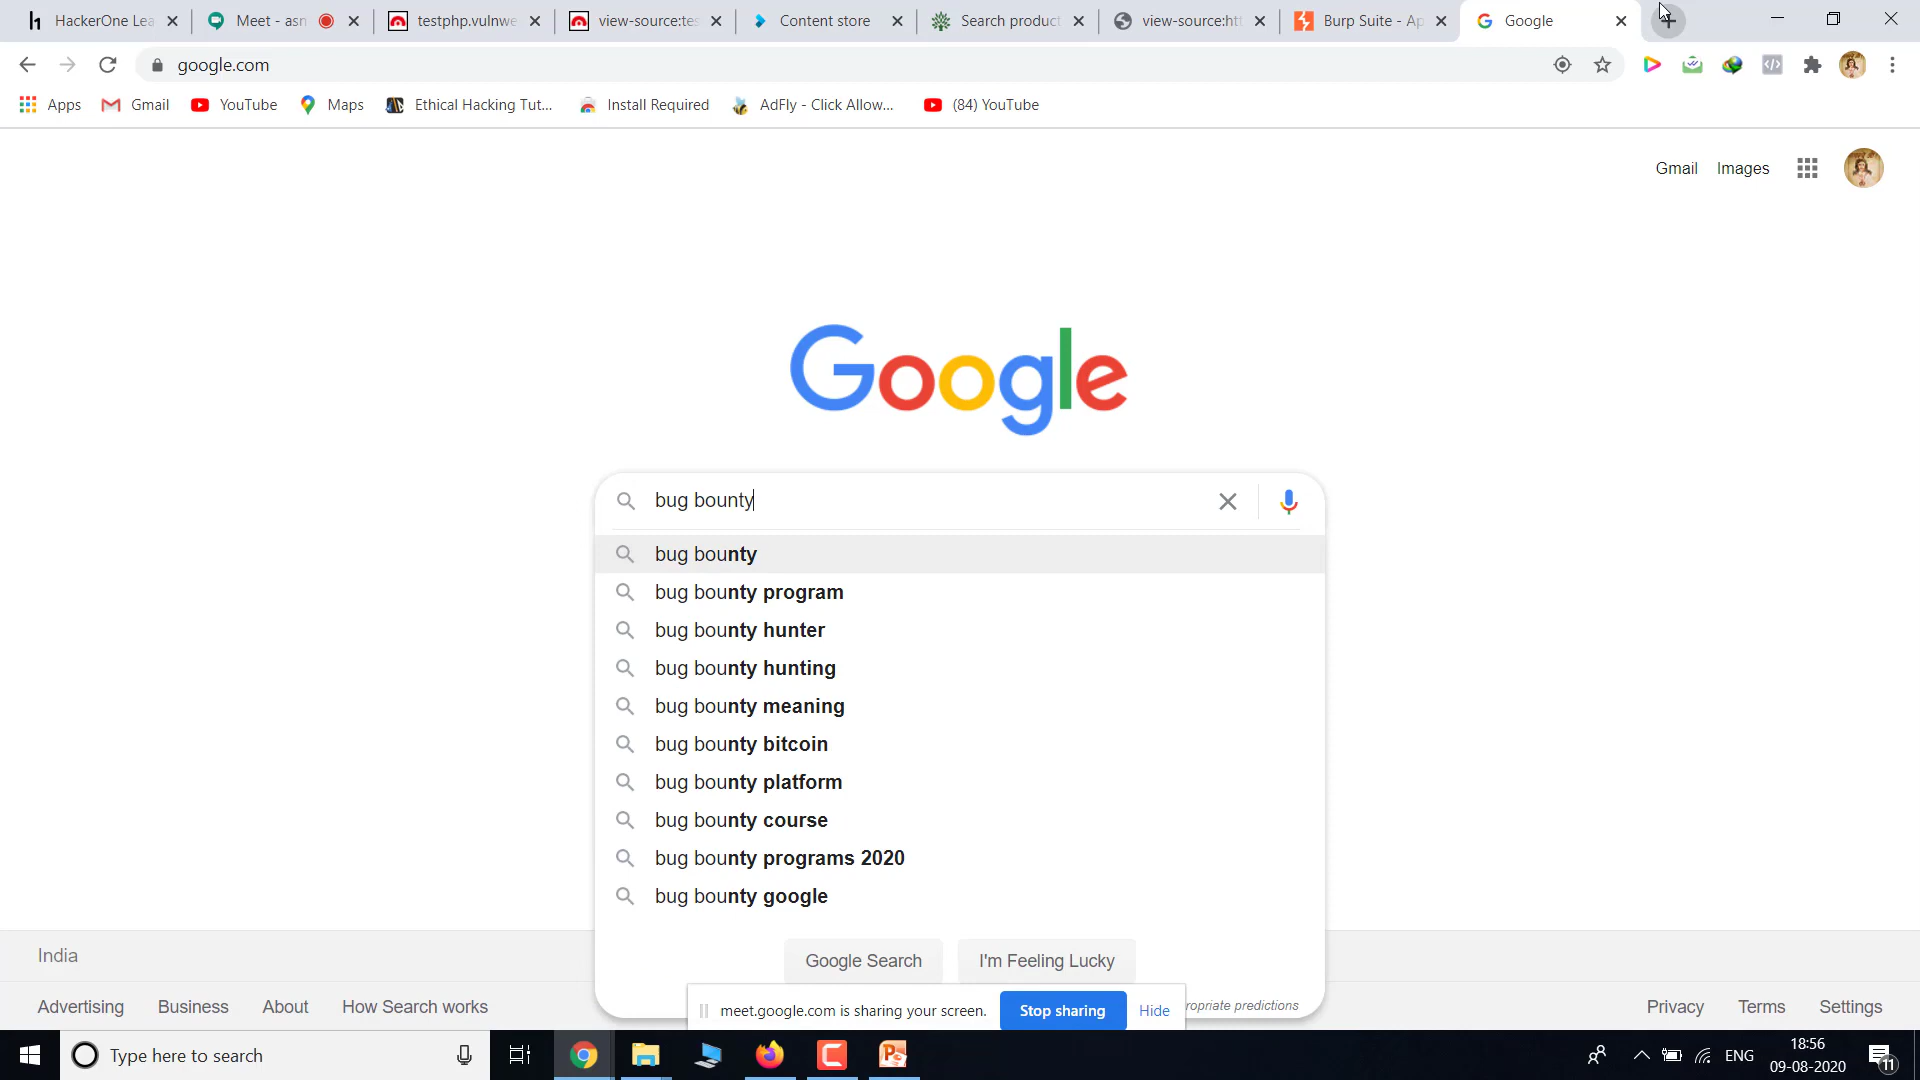 HackerOne Lea
Meet - asn
testphp.vulnwe
view-source:tes
Content store
Search product
view-source:htt
Burp Suite - Ap
Google
google.com
Apps
Gmail
YouTube
Maps
Ethical Hacking Tut...
Install Required
AdFly - Click Allow...
(84) YouTube
Gmail
Images
Google
bug bounty
bug bounty
bug bounty program
bug bounty hunter
bug bounty hunting
bug bounty meaning
bug bounty bitcoin
bug bounty platform
bug bounty course
bug bounty programs 2020
bug bounty google
Google Search
I'm Feeling Lucky
ropriate predictions
India
Advertising
Business
About
How Search works
Privacy
Terms
Settings
meet.google.com is sharing your screen.
Stop sharing
Hide
Type here to search
ENG
18:56
09-08-2020
11